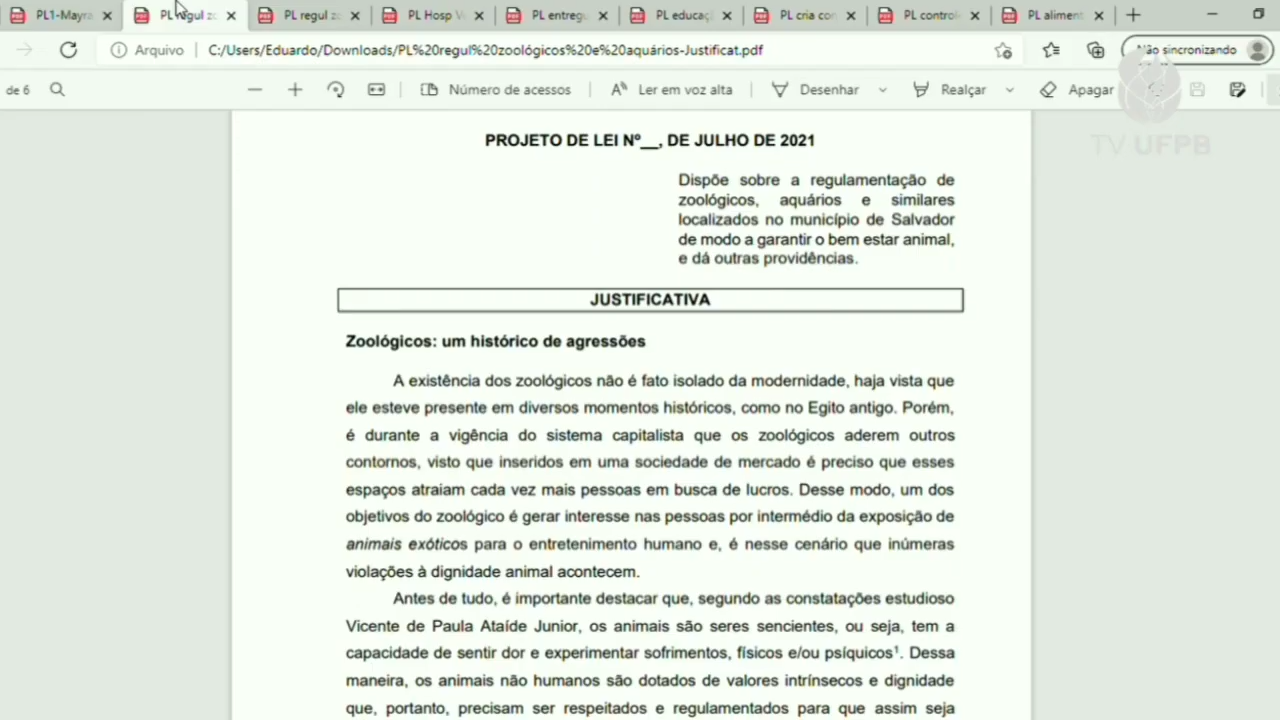 PL1-Mayra
PL regul zo
PL regul zo
PL Hosp Ve
PL entreg
PL educaç
PL cria con
PL control
PL aliment
Arquivo C:/Users/Eduardo/Downloads/PL%20regul%20zoológicos%20e%20aquários-Justificat.pdf
Não sincronizando
de 6 Número de acessos Ler em voz alta Desenhar Realçar Apagar
TV UFPB
PROJETO DE LEI Nº__, DE JULHO DE 2021
Dispõe sobre a regulamentação de
zoológicos, aquários e similares
localizados no município de Salvador
de modo a garantir o bem estar animal,
e dá outras providências.
JUSTIFICATIVA
Zoológicos: um histórico de agressões
A existência dos zoológicos não é fato isolado da modernidade, haja vista que
ele esteve presente em diversos momentos históricos, como no Egito antigo. Porém,
é durante a vigência do sistema capitalista que os zoológicos aderem outros
contornos, visto que inseridos em uma sociedade de mercado é preciso que esses
espaços atraiam cada vez mais pessoas em busca de lucros. Desse modo, um dos
objetivos do zoológico é gerar interesse nas pessoas por intermédio da exposição de
animais exóticos para o entretenimento humano e, é nesse cenário que inúmeras
violações à dignidade animal acontecem.
Antes de tudo, é importante destacar que, segundo as constatações estudioso
Vicente de Paula Ataíde Junior, os animais são seres sencientes, ou seja, tem a
capacidade de sentir dor e experimentar sofrimentos, físicos e/ou psíquicos¹. Dessa
maneira, os animais não humanos são dotados de valores intrínsecos e dignidade
que, portanto, precisam ser respeitados e regulamentados para que assim seja